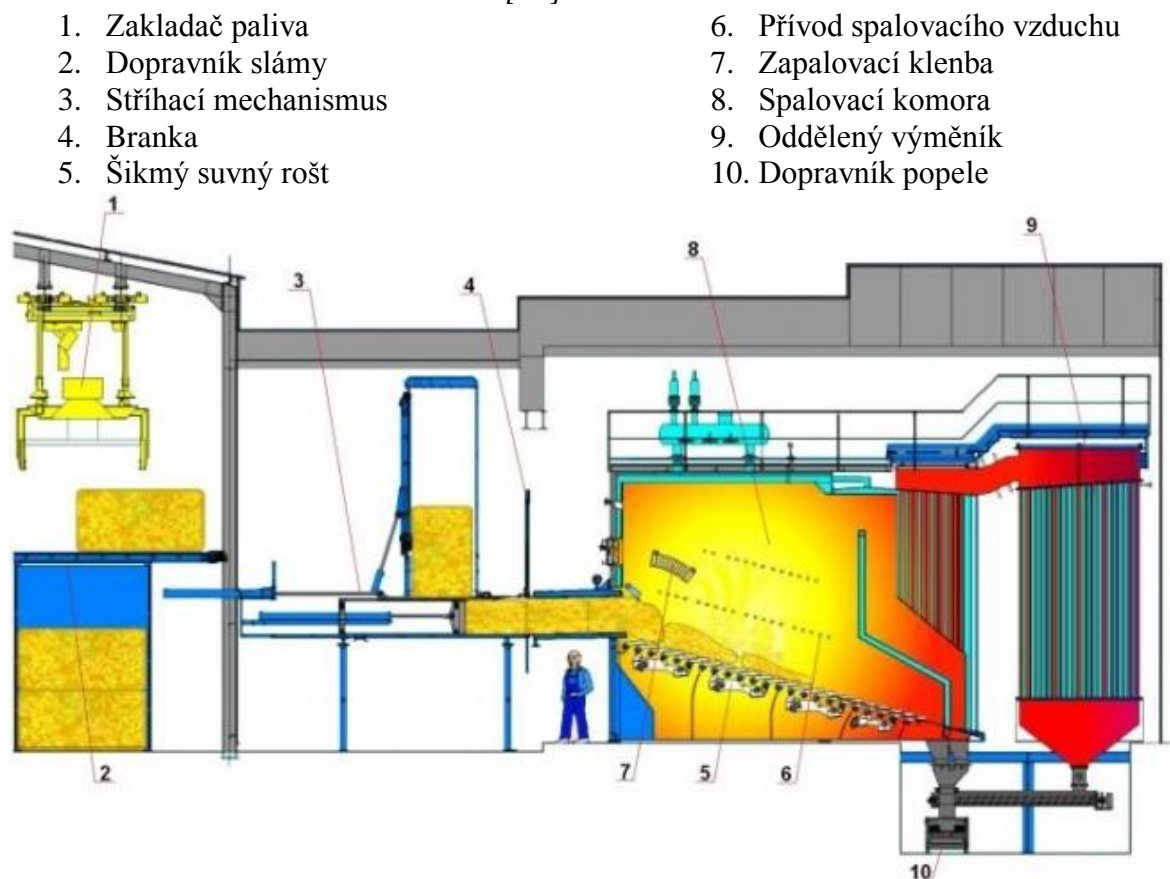 1. Zakladač paliva
2. Dopravník slámy
3. Stříhací mechanismus
4. Branka
5. Šikmý suvný rošt
6. Přívod spalovacího vzduchu
7. Zapalovací klenba
8. Spalovací komora
9. Oddělený výměník
10. Dopravník popele
1
9
8
3
4
2
7
5
6
10